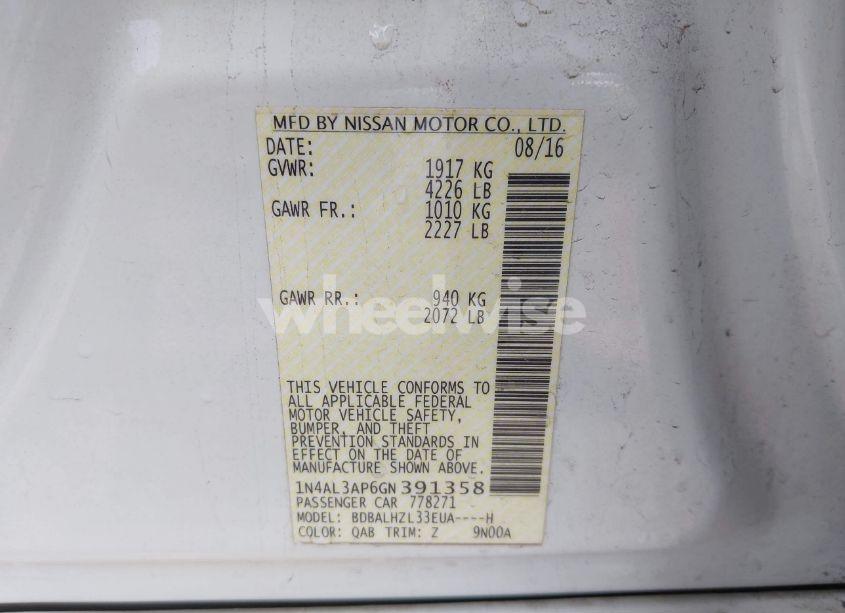 MFD BY NISSAN MOTOR CO., LTD.
DATE: 08/16
GVWR: 1917 KG
4226 LB
GAWR FR.: 1010 KG
2227 LB
GAWR RR.: 940 KG
2072 LB
wheelwise
THIS VEHICLE CONFORMS TO
ALL APPLICABLE FEDERAL
MOTOR VEHICLE SAFETY,
BUMPER, AND THEFT
PREVENTION STANDARDS IN
EFFECT ON THE DATE OF
MANUFACTURE SHOWN ABOVE.
1N4AL3AP6GN391358
PASSENGER CAR 778271
MODEL: BDBALHZL33EUA----H
COLOR: QAB TRIM: Z 9N00A